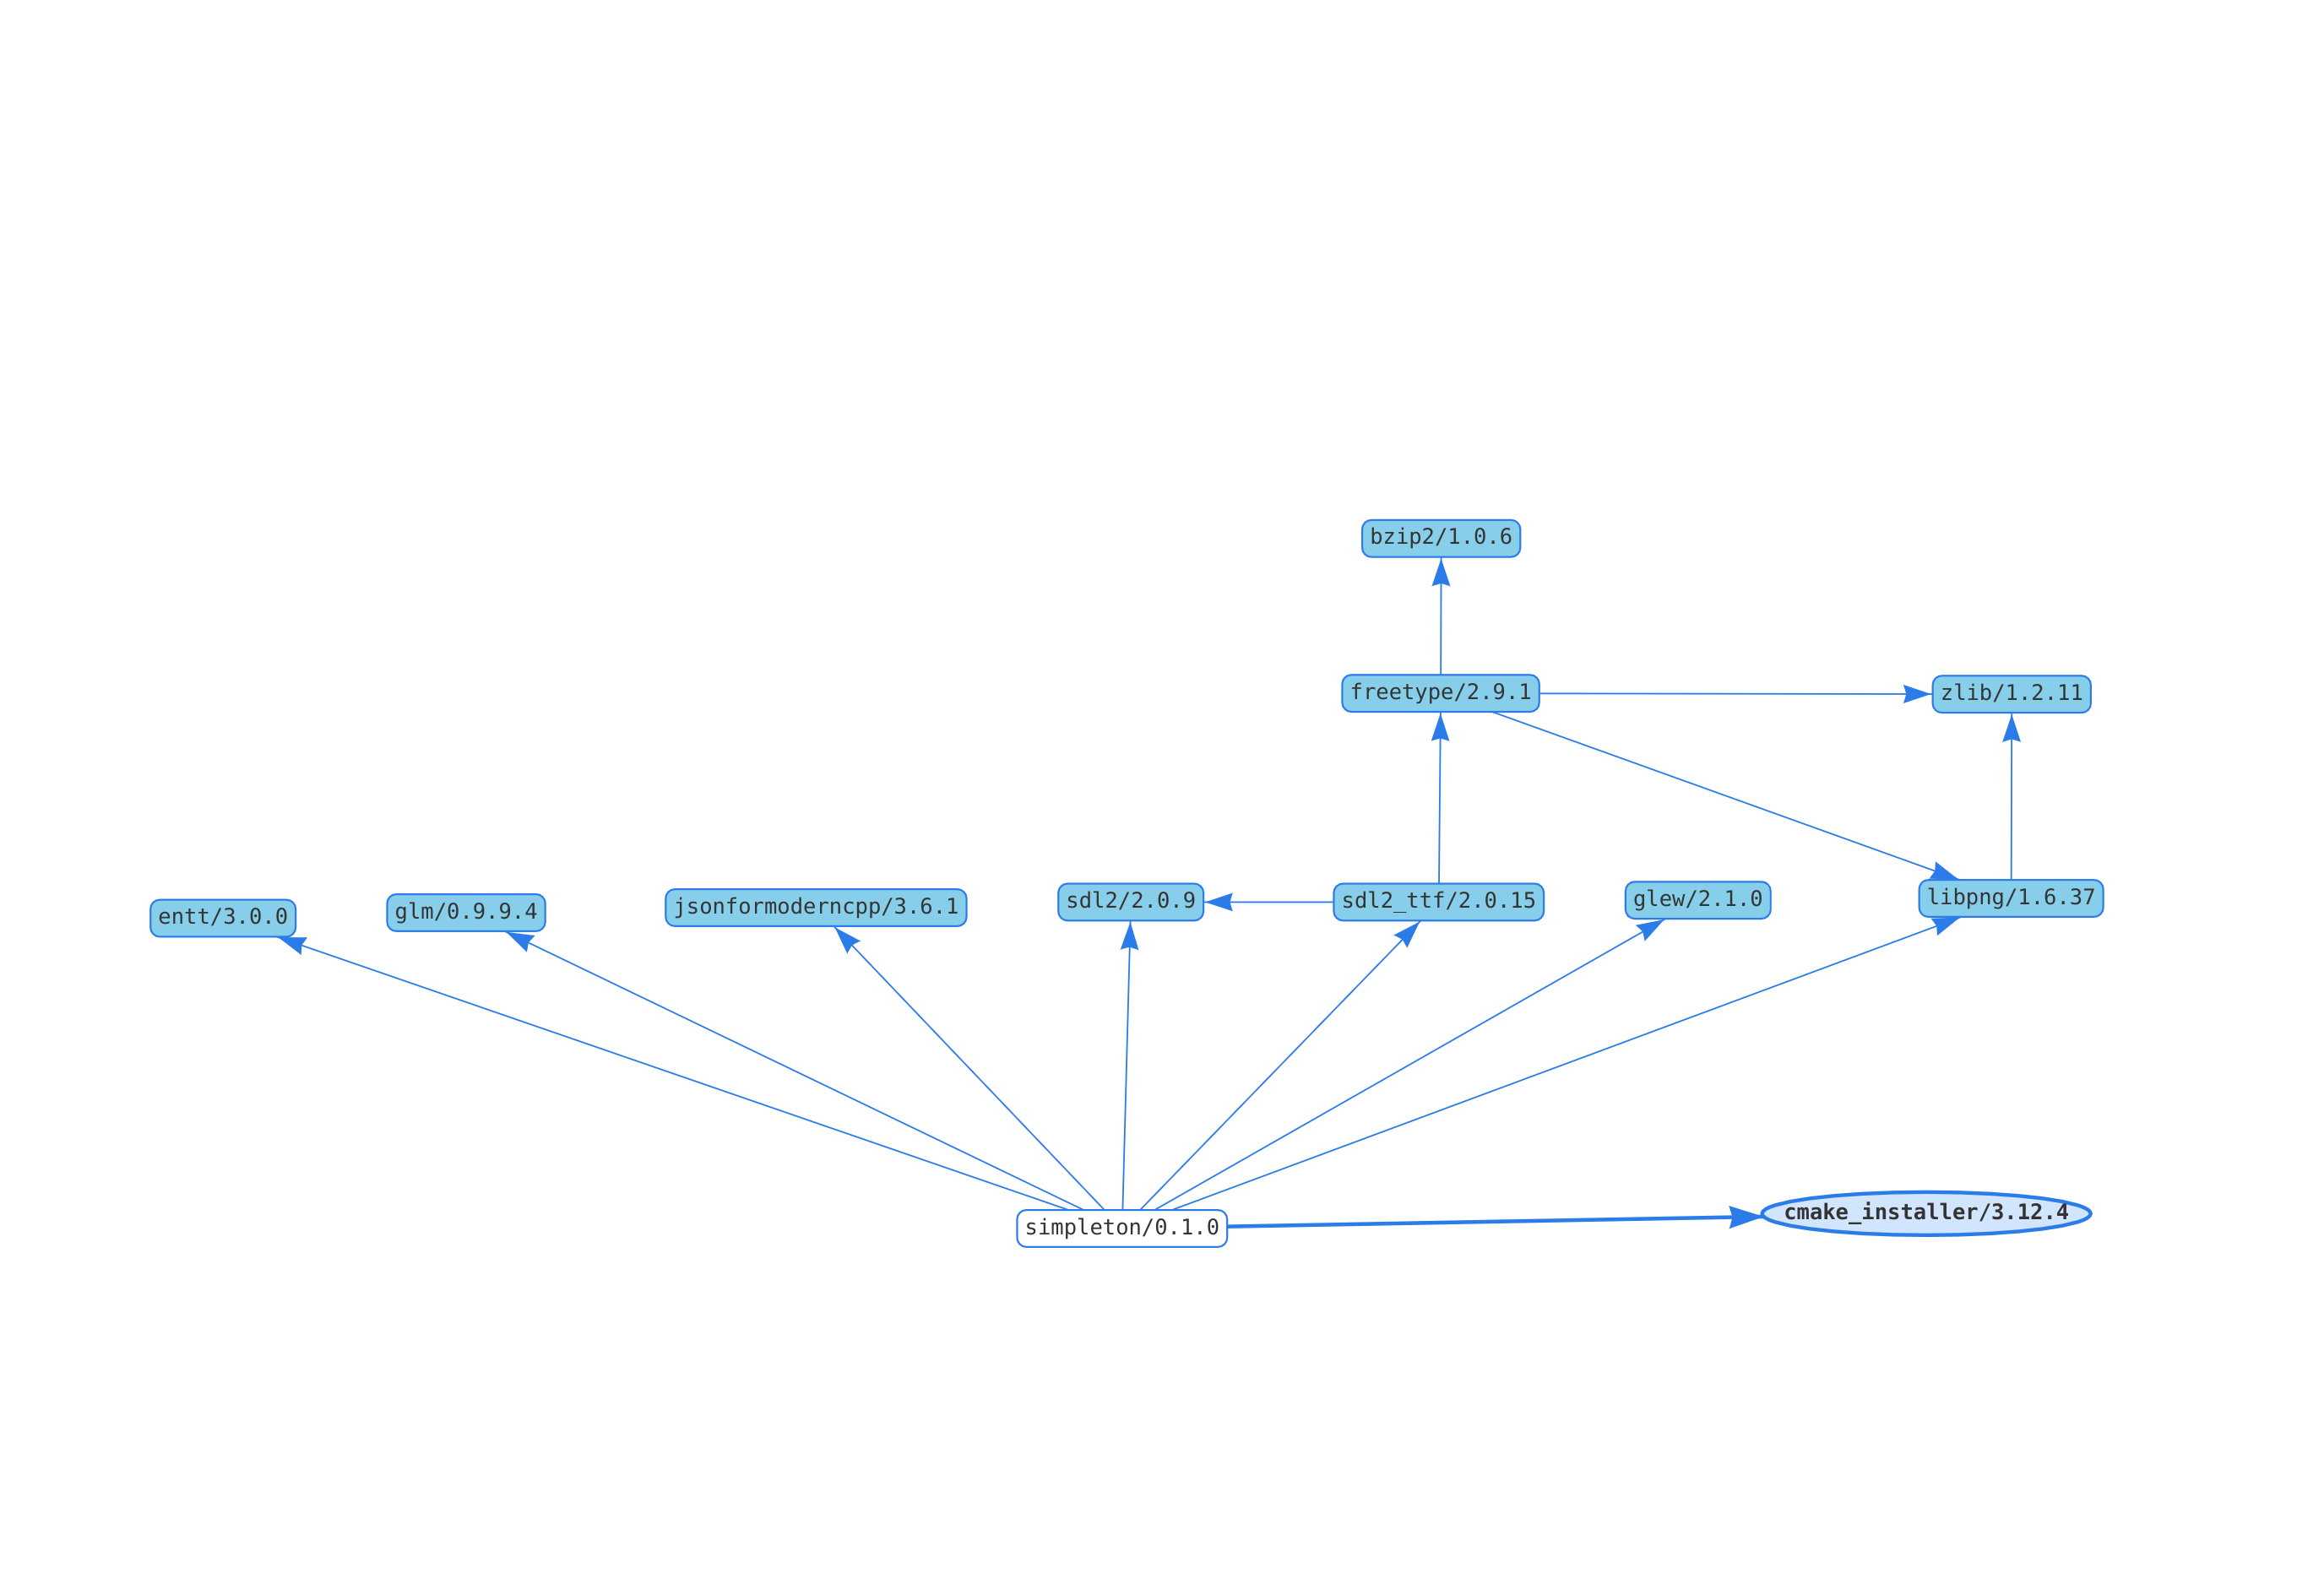 bzip2/1.0.6
freetype/2.9.1
zlib/1.2.11
entt/3.0.0
glm/0.9.9.4
jsonformoderncpp/3.6.1
sdl2/2.0.9
sdl2_ttf/2.0.15
glew/2.1.0
libpng/1.6.37
simpleton/0.1.0
cmake_installer/3.12.4